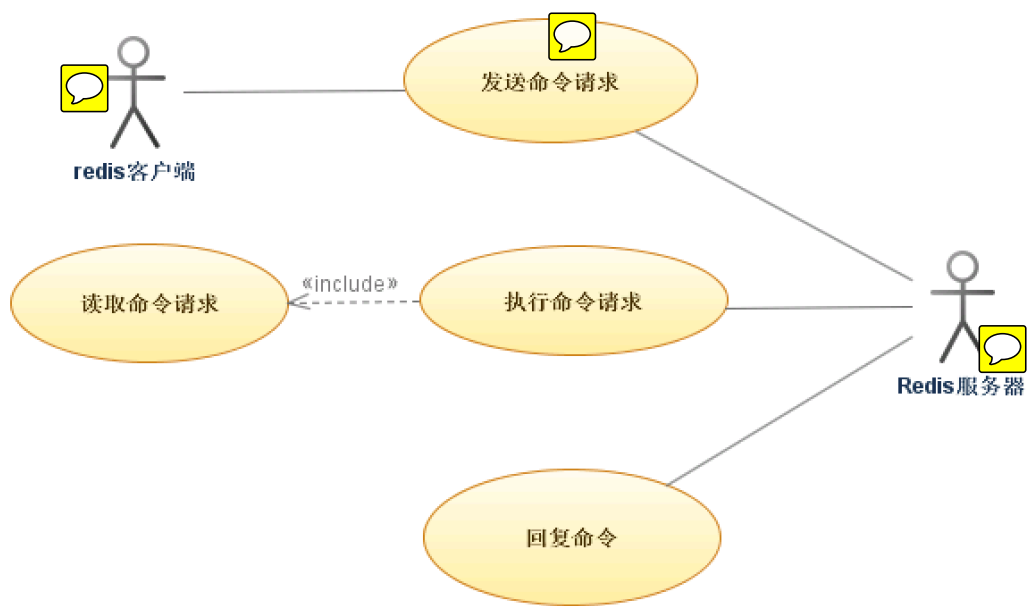 发送命令请求
redis客户端
«include»
读取命令请求
执行命令请求
Redis服务器
回复命令